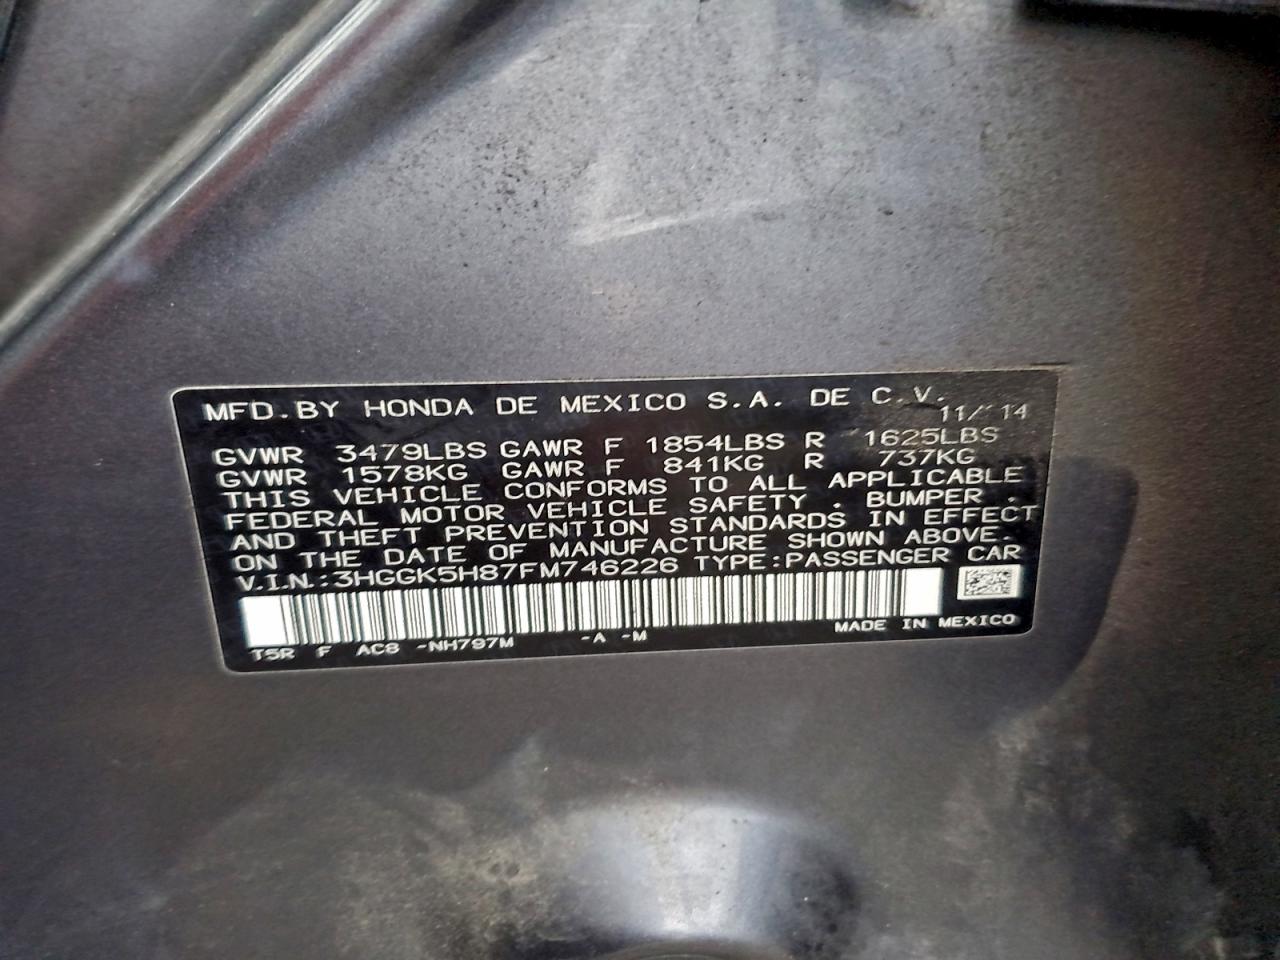 MFD.BY HONDA DE MEXICO S.A. DE C.V.
11/ 14
GVWR 3479LBS GAWR F 1854LBS R 1625LBS
GVWR 1578KG GAWR F 841KG R 737KG
THIS VEHICLE CONFORMS TO ALL APPLICABLE
FEDERAL MOTOR VEHICLE SAFETY , BUMPER ,
AND THEFT PREVENTION STANDARDS IN EFFECT
ON THE DATE OF MANUFACTURE SHOWN ABOVE.
V.I.N.:3HGGK5H87FM746226 TYPE:PASSENGER CAR
T5R F AC8 -NH797M -A -M MADE IN MEXICO